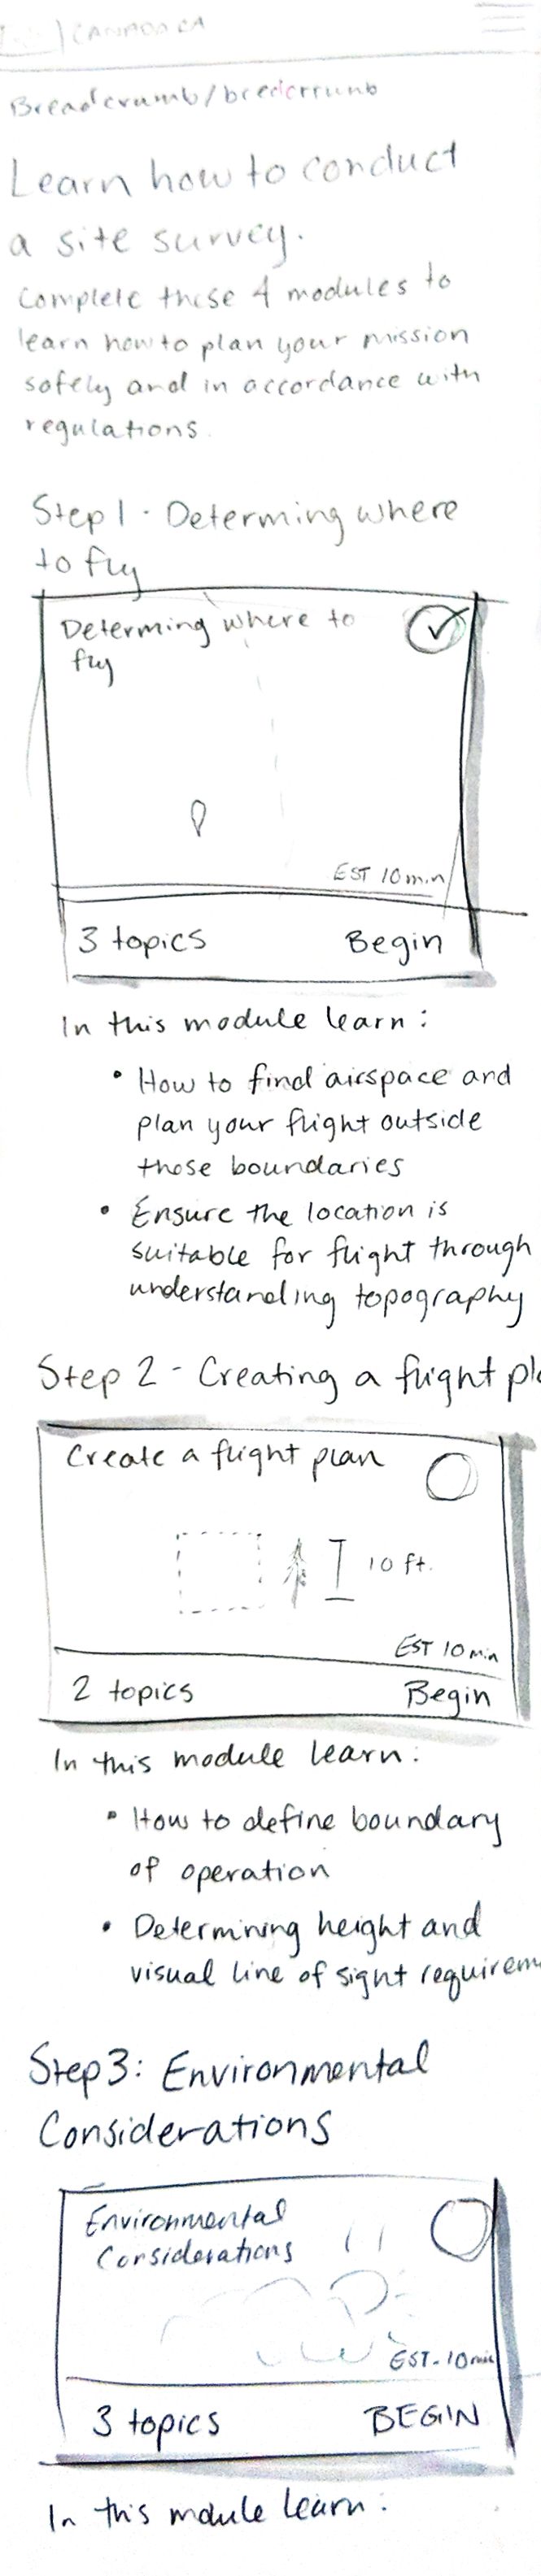 | CANADA.CA
Breadcrumb/bredcrumb
Learn how to conduct
a site survey.
Complete these 4 modules to
learn how to plan your mission
safely and in accordance with
regulations.
Step 1 - Determing where
to fly
Determing where to
fly
EST 10 min
3 topics Begin
In this module learn:
• How to find airspace and
plan your flight outside
those boundaries
• Ensure the location is
suitable for flight through
understanding topography
Step 2 - Creating a flight pla
Create a flight plan
10 ft.
EST 10 min
2 topics Begin
In this module learn:
• How to define boundary
of operation
• Determining height and
visual line of sight requirem
Step 3: Environmental
Considerations
Environmental
Considerations
EST - 10 min
3 topics BEGIN
In this module learn: